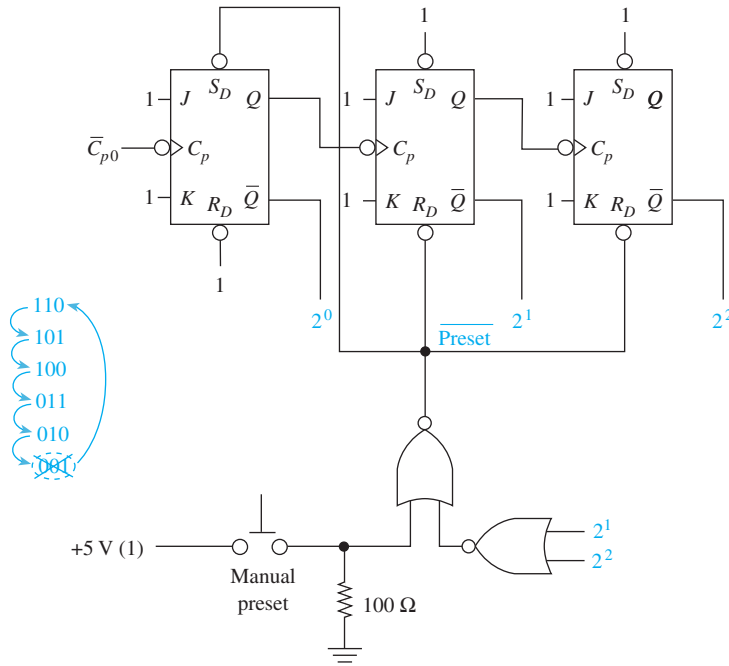 1 1
1 J S_D Q 1 J S_D Q 1 J S_D Q
C̅_p0 C_p C_p C_p
1 K R_D Q̅ 1 K R_D Q̅ 1 K R_D Q̅
1
2^0 2^1 2^2
P̅r̅e̅s̅e̅t̅
110
101
100
011
010
001
+5 V (1)
Manual
preset
100 Ω
2^1
2^2